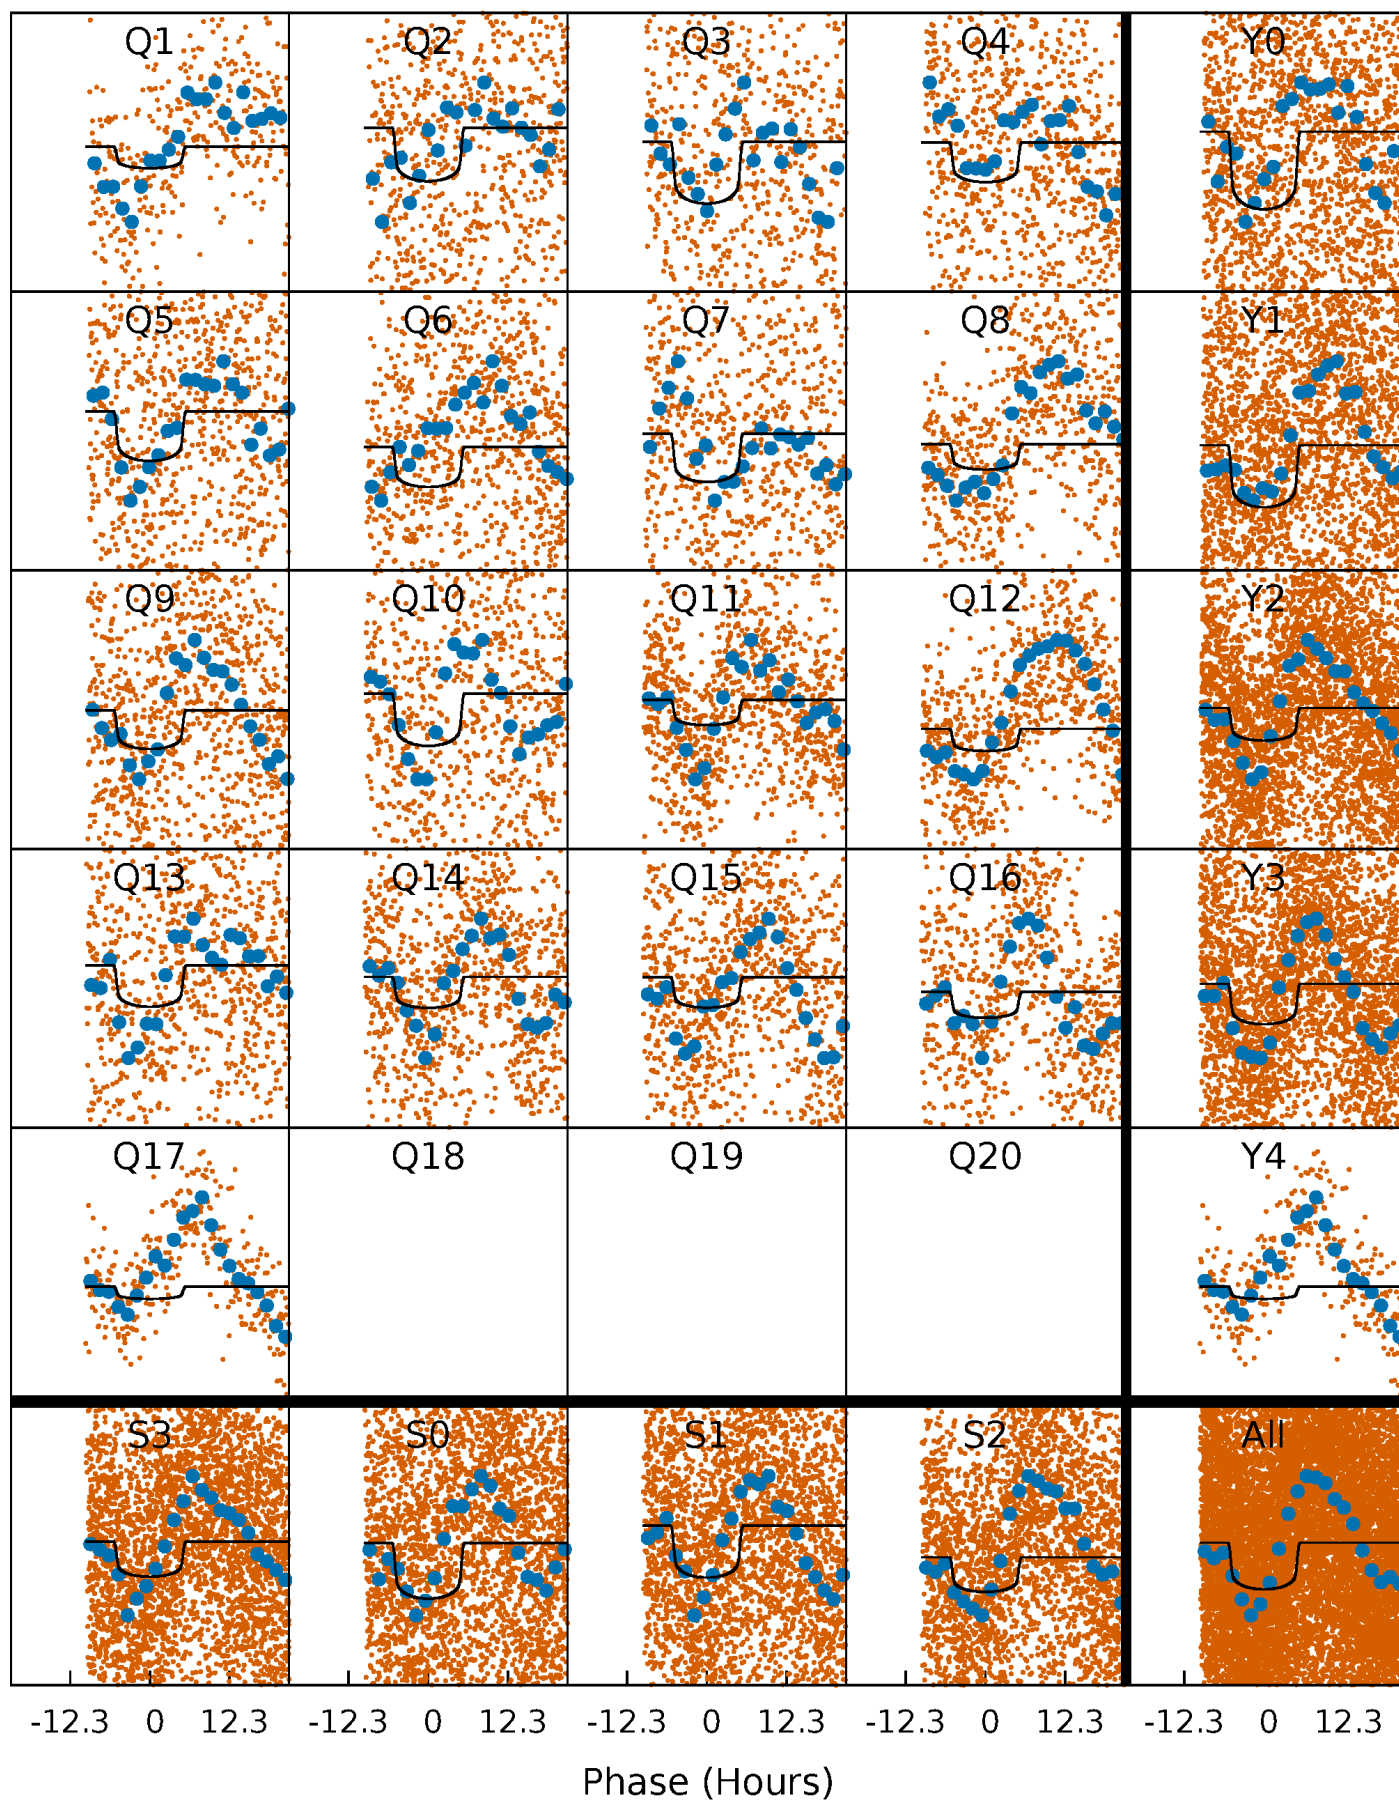 Q1 Q2 Q3 Q4 Y0
Q5 Q6 Q7 Q8 Y1
Q9 Q10 Q11 Q12 Y2
Q13 Q14 Q15 Q16 Y3
Q17 Q18 Q19 Q20 Y4
S3 S0 S1 S2 All
-12.3 0 12.3 -12.3 0 12.3 -12.3 0 12.3 -12.3 0 12.3 -12.3 0 12.3
Phase (Hours)